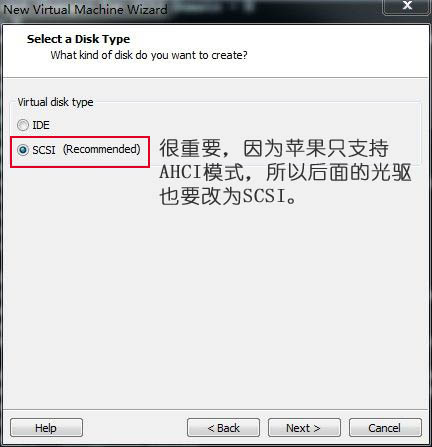 New Virtual Machine Wizard
Select a Disk Type
What kind of disk do you want to create?
Virtual disk type
IDE
SCSI (Recommended)
很重要，因为苹果只支持
AHCI模式，所以后面的光驱
也要改为SCSI。
Help
< Back
Next >
Cancel